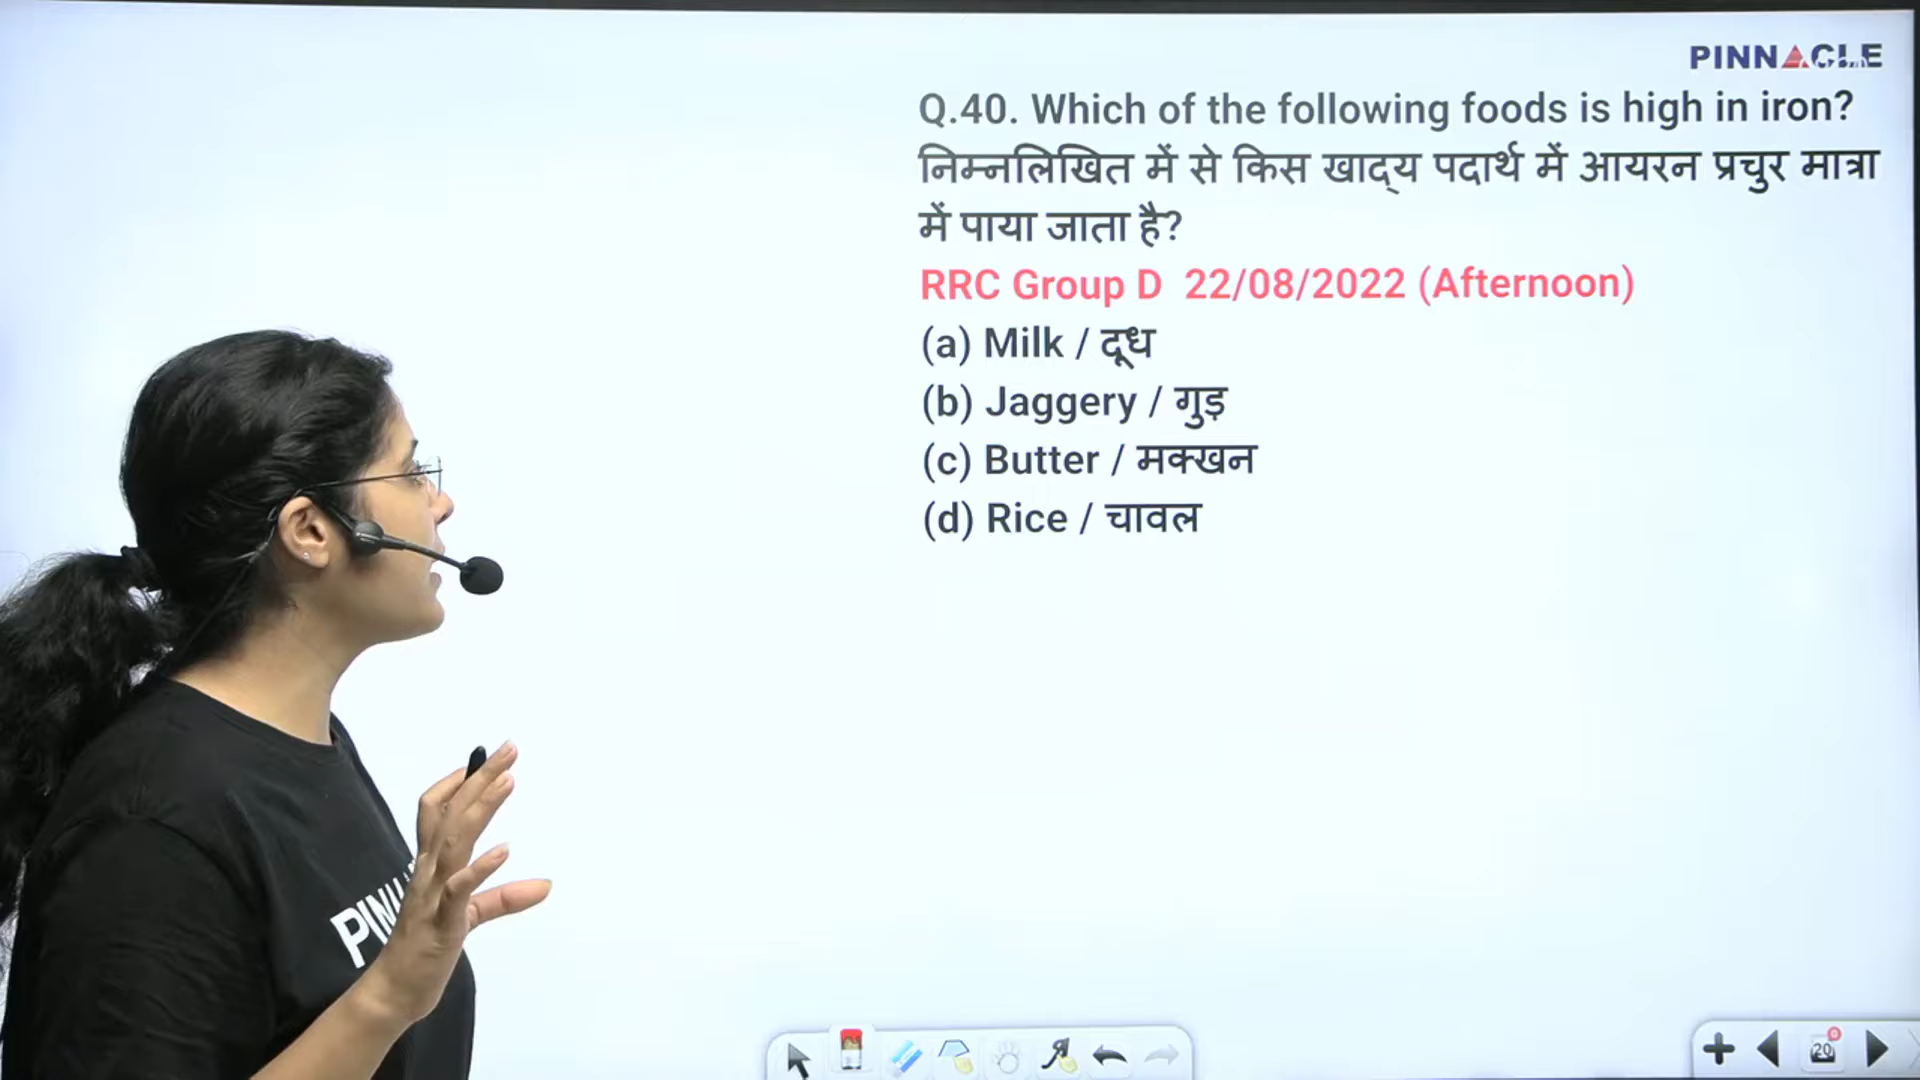 PINNACLE
Q.40. Which of the following foods is high in iron?
निम्नलिखित में से किस खाद्य पदार्थ में आयरन प्रचुर मात्रा
में पाया जाता है?
RRC Group D 22/08/2022 (Afternoon)
(a) Milk / दूध
(b) Jaggery / गुड़
(c) Butter / मक्खन
(d) Rice / चावल
20